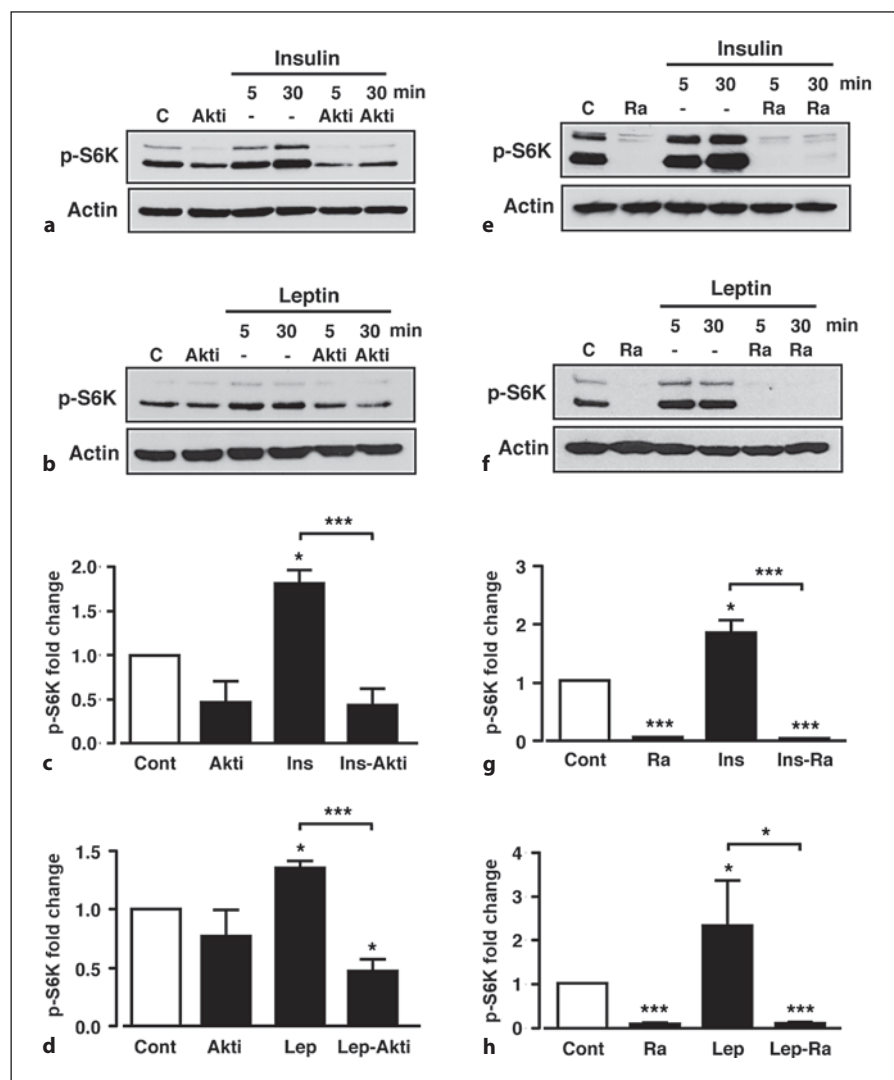 Insulin
5 30 5 30 min
C Akti - - Akti Akti
p-S6K
Actin
a
Leptin
5 30 5 30 min
C Akti - - Akti Akti
p-S6K
Actin
b
***
*
2.0
1.5
1.0
0.5
0.0
p-S6K fold change
Cont Akti Ins Ins-Akti
c
***
*
*
1.5
1.0
0.5
0.0
p-S6K fold change
Cont Akti Lep Lep-Akti
d
Insulin
5 30 5 30 min
C Ra - - Ra Ra
p-S6K
Actin
e
Leptin
5 30 5 30 min
C Ra - - Ra Ra
p-S6K
Actin
f
***
*
*** ***
3
2
1
0
p-S6K fold change
Cont Ra Ins Ins-Ra
g
*
*
*** ***
4
3
2
1
0
p-S6K fold change
Cont Ra Lep Lep-Ra
h